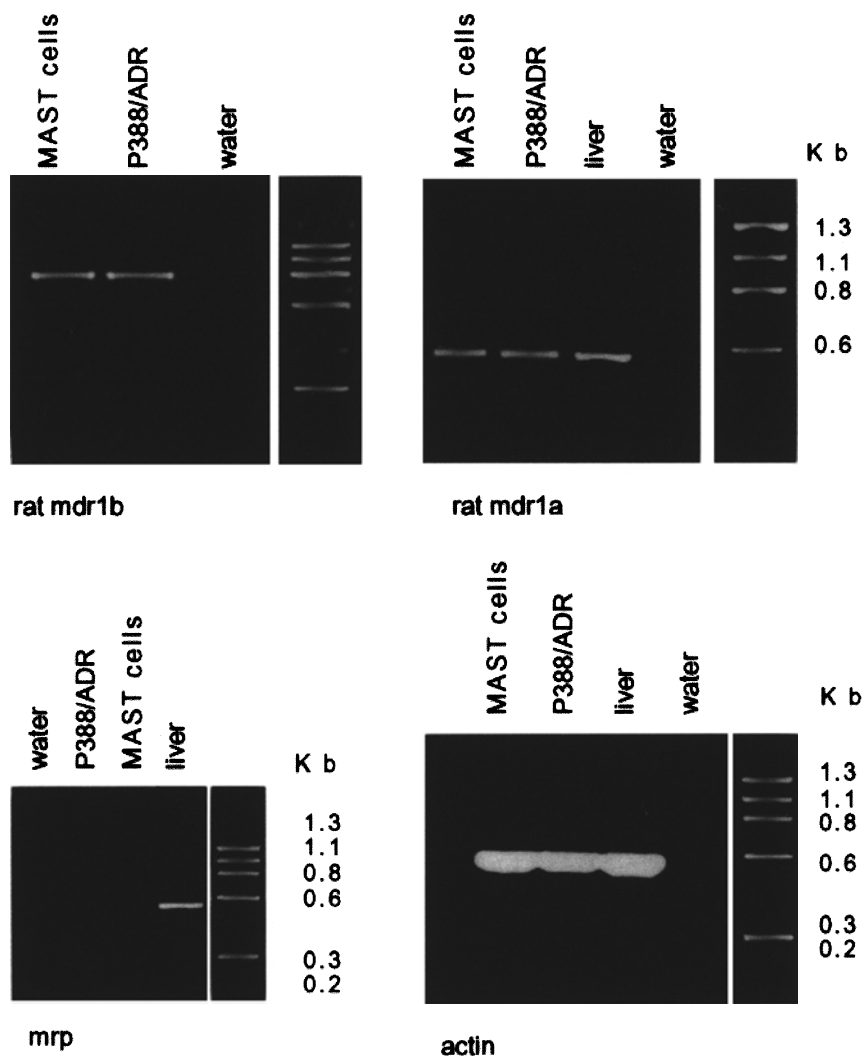 MAST cells
P388/ADR
water
rat mdr1b
MAST cells
P388/ADR
liver
water
K b
1.3
1.1
0.8
0.6
rat mdr1a
water
P388/ADR
MAST cells
liver
K b
1.3
1.1
0.8
0.6
0.3
0.2
mrp
MAST cells
P388/ADR
liver
water
K b
1.3
1.1
0.8
0.6
0.3
0.2
actin